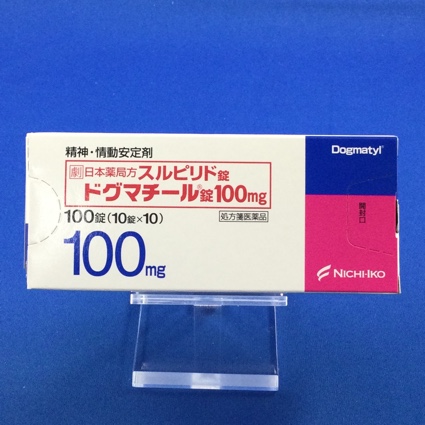 精神・情動安定剤
劇 日本薬局方 スルピリド錠
ドグマチール®錠100mg
100錠(10錠×10)
処方箋医薬品
100mg
Dogmatyl®
開封口
NICHI-IKO